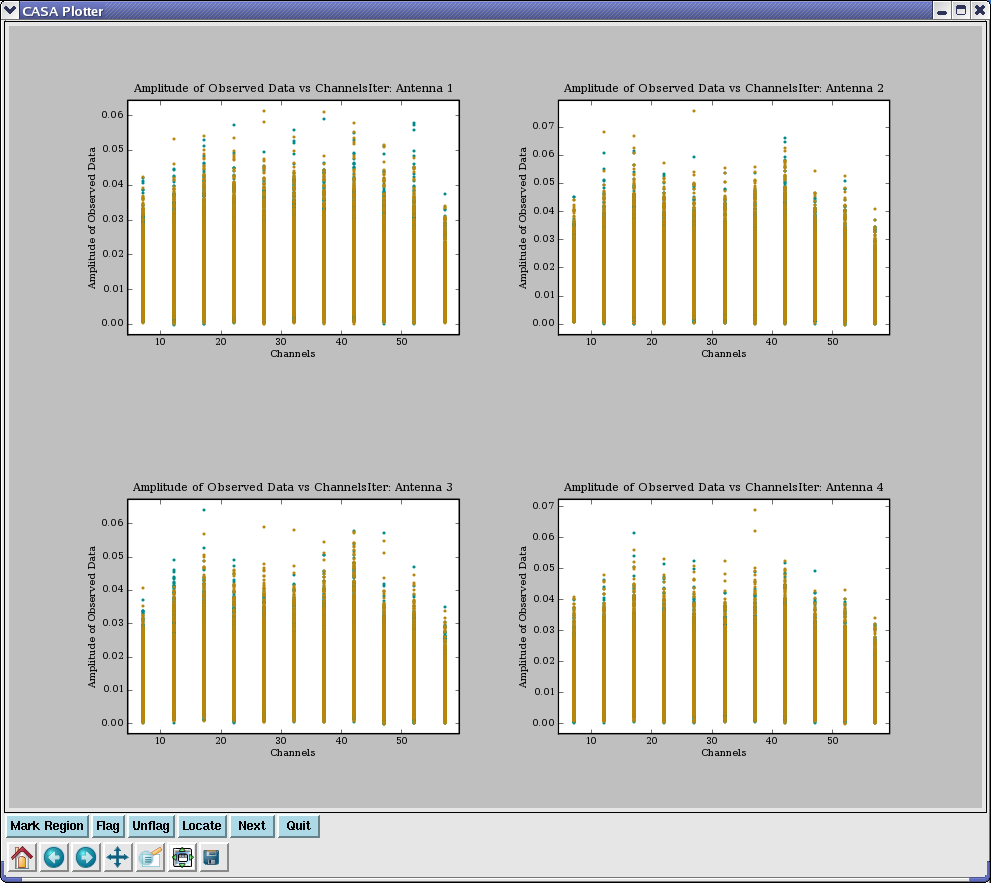 CASA Plotter
Amplitude of Observed Data vs ChannelsIter: Antenna 1
Amplitude of Observed Data
0.06
0.05
0.04
0.03
0.02
0.01
0.00
10 20 30 40 50
Channels
Amplitude of Observed Data vs ChannelsIter: Antenna 2
Amplitude of Observed Data
0.07
0.06
0.05
0.04
0.03
0.02
0.01
0.00
10 20 30 40 50
Channels
Amplitude of Observed Data vs ChannelsIter: Antenna 3
Amplitude of Observed Data
0.06
0.05
0.04
0.03
0.02
0.01
0.00
10 20 30 40 50
Channels
Amplitude of Observed Data vs ChannelsIter: Antenna 4
Amplitude of Observed Data
0.07
0.06
0.05
0.04
0.03
0.02
0.01
0.00
10 20 30 40 50
Channels
Mark Region Flag Unflag Locate Next Quit